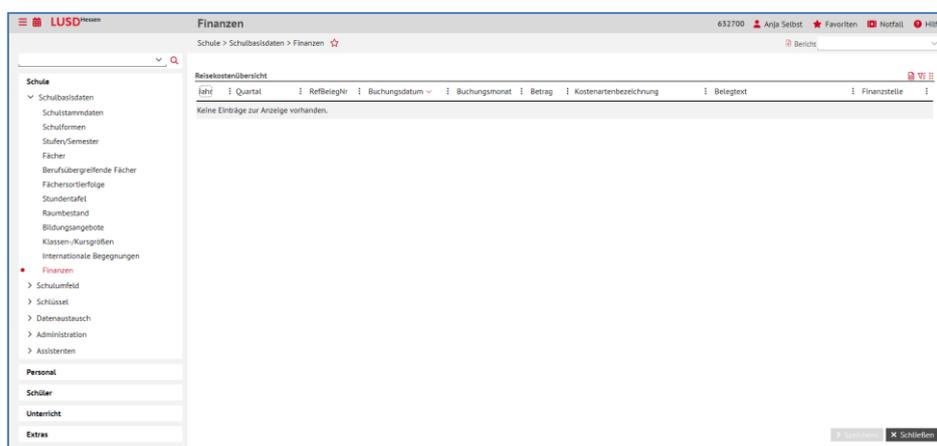 LUSD Hessen
Finanzen
632700 Anja Selbst Favoriten Notfall Hilf
Schule > Schulbasisdaten > Finanzen
Bericht
Schule
Schulbasisdaten
Schulstammdaten
Schulformen
Stufen/Semester
Fächer
Berufsübergreifende Fächer
Fächersortierfolge
Stundentafel
Raumbestand
Bildungsangebote
Klassen-/Kursgrößen
Internationale Begegnungen
Finanzen
> Schulumfeld
> Schlüssel
> Datenaustausch
> Administration
> Assistenten
Personal
Schüler
Unterricht
Extras
Reisekostenübersicht
Jahr Quartal RefBelegNr Buchungsdatum Buchungsmonat Betrag Kostenartenbezeichnung Belegtext Finanzstelle
Keine Einträge zur Anzeige vorhanden.
> Speichern X Schließen